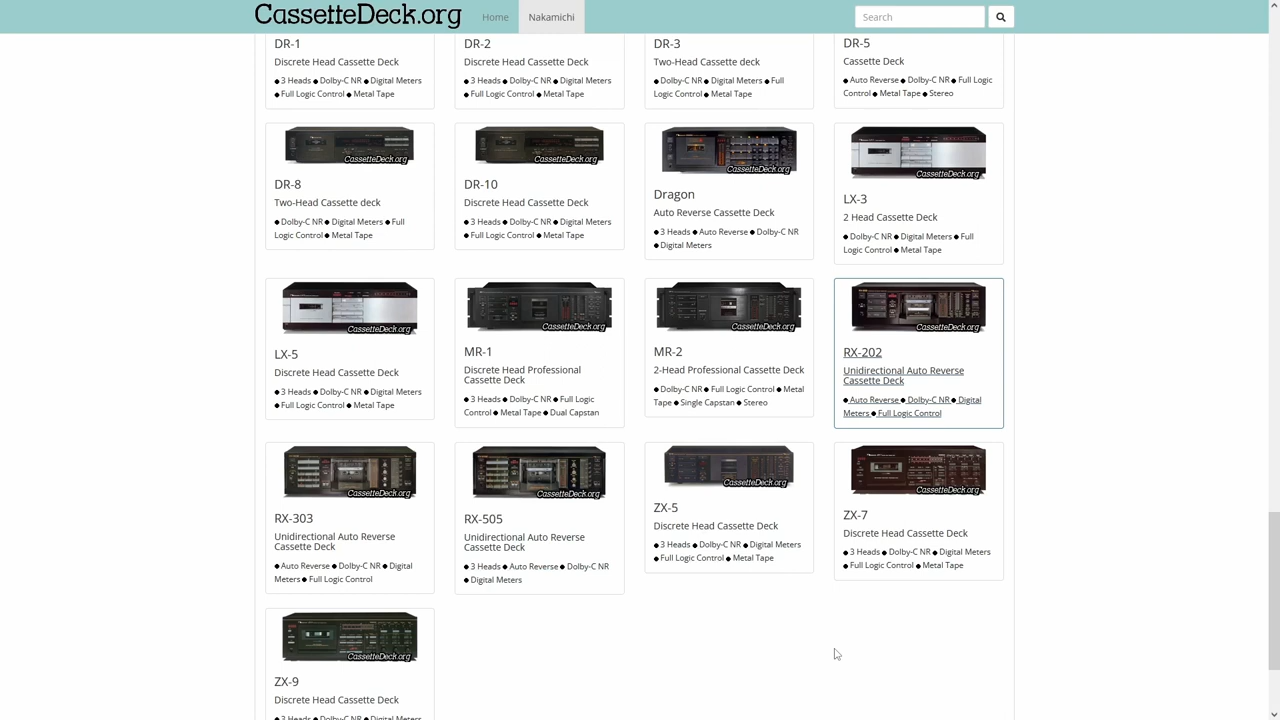 CassetteDeck.org
Home
Nakamichi
Search
DR-1
Discrete Head Cassette Deck
● 3 Heads ● Dolby-C NR ● Digital Meters
● Full Logic Control ● Metal Tape
DR-2
Discrete Head Cassette Deck
● 3 Heads ● Dolby-C NR ● Digital Meters
● Full Logic Control ● Metal Tape
DR-3
Two-Head Cassette deck
● Dolby-C NR ● Digital Meters ● Full
Logic Control ● Metal Tape
DR-5
Cassette Deck
● Auto Reverse ● Dolby-C NR ● Full Logic
Control ● Metal Tape ● Stereo
CassetteDeck.org
DR-8
Two-Head Cassette deck
● Dolby-C NR ● Digital Meters ● Full
Logic Control ● Metal Tape
CassetteDeck.org
DR-10
Discrete Head Cassette Deck
● 3 Heads ● Dolby-C NR ● Digital Meters
● Full Logic Control ● Metal Tape
CassetteDeck.org
Dragon
Auto Reverse Cassette Deck
● 3 Heads ● Auto Reverse ● Dolby-C NR
● Digital Meters
CassetteDeck.org
LX-3
2 Head Cassette Deck
● Dolby-C NR ● Digital Meters ● Full
Logic Control ● Metal Tape
CassetteDeck.org
LX-5
Discrete Head Cassette Deck
● 3 Heads ● Dolby-C NR ● Digital Meters
● Full Logic Control ● Metal Tape
CassetteDeck.org
MR-1
Discrete Head Professional
Cassette Deck
● 3 Heads ● Dolby-C NR ● Full Logic
Control ● Metal Tape ● Dual Capstan
CassetteDeck.org
MR-2
2-Head Professional Cassette Deck
● Dolby-C NR ● Full Logic Control ● Metal
Tape ● Single Capstan ● Stereo
CassetteDeck.org
RX-202
Unidirectional Auto Reverse
Cassette Deck
● Auto Reverse ● Dolby-C NR ● Digital
Meters ● Full Logic Control
CassetteDeck.org
RX-303
Unidirectional Auto Reverse
Cassette Deck
● Auto Reverse ● Dolby-C NR ● Digital
Meters ● Full Logic Control
CassetteDeck.org
RX-505
Unidirectional Auto Reverse
Cassette Deck
● 3 Heads ● Auto Reverse ● Dolby-C NR
● Digital Meters
CassetteDeck.org
ZX-5
Discrete Head Cassette Deck
● 3 Heads ● Dolby-C NR ● Digital Meters
● Full Logic Control ● Metal Tape
CassetteDeck.org
ZX-7
Discrete Head Cassette Deck
● 3 Heads ● Dolby-C NR ● Digital Meters
● Full Logic Control ● Metal Tape
CassetteDeck.org
ZX-9
Discrete Head Cassette Deck
● 3 Heads ● Dolby-C NR ● Digital Meters